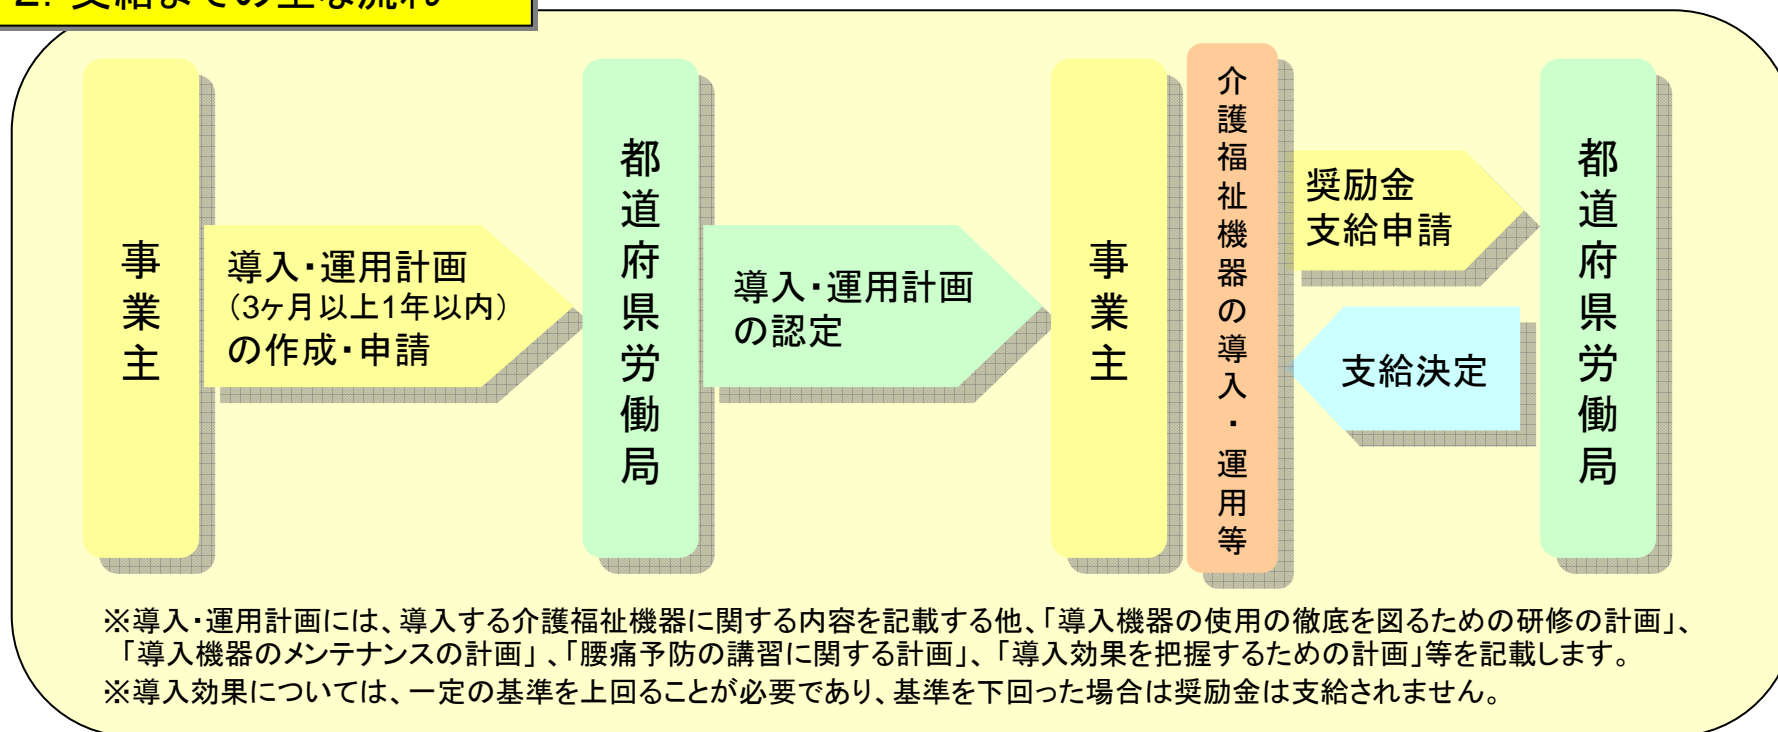 2. 支給までの主な流れ
事業主
導入・運用計画
（3ヶ月以上1年以内）
の作成・申請
都道府県労働局
導入・運用計画
の認定
事業主
介護福祉機器の導入・運用等
奨励金
支給申請
支給決定
都道府県労働局
※導入・運用計画には、導入する介護福祉機器に関する内容を記載する他、「導入機器の使用の徹底を図るための研修の計画」、
「導入機器のメンテナンスの計画」、「腰痛予防の講習に関する計画」、「導入効果を把握するための計画」等を記載します。
※導入効果については、一定の基準を上回ることが必要であり、基準を下回った場合は奨励金は支給されません。